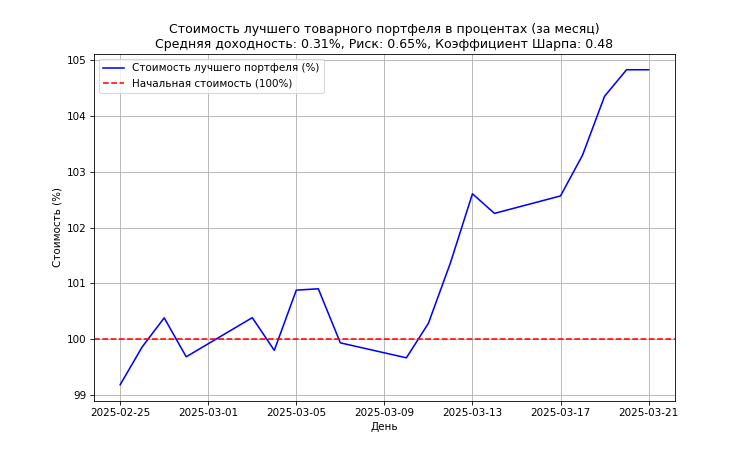 Стоимость лучшего товарного портфеля в процентах (за месяц)
Средняя доходность: 0.31%, Риск: 0.65%, Коэффициент Шарпа: 0.48
Стоимость лучшего портфеля (%)
Начальная стоимость (100%)
Стоимость (%)
105
104
103
102
101
100
99
2025-02-25 2025-03-01 2025-03-05 2025-03-09 2025-03-13 2025-03-17 2025-03-21
День